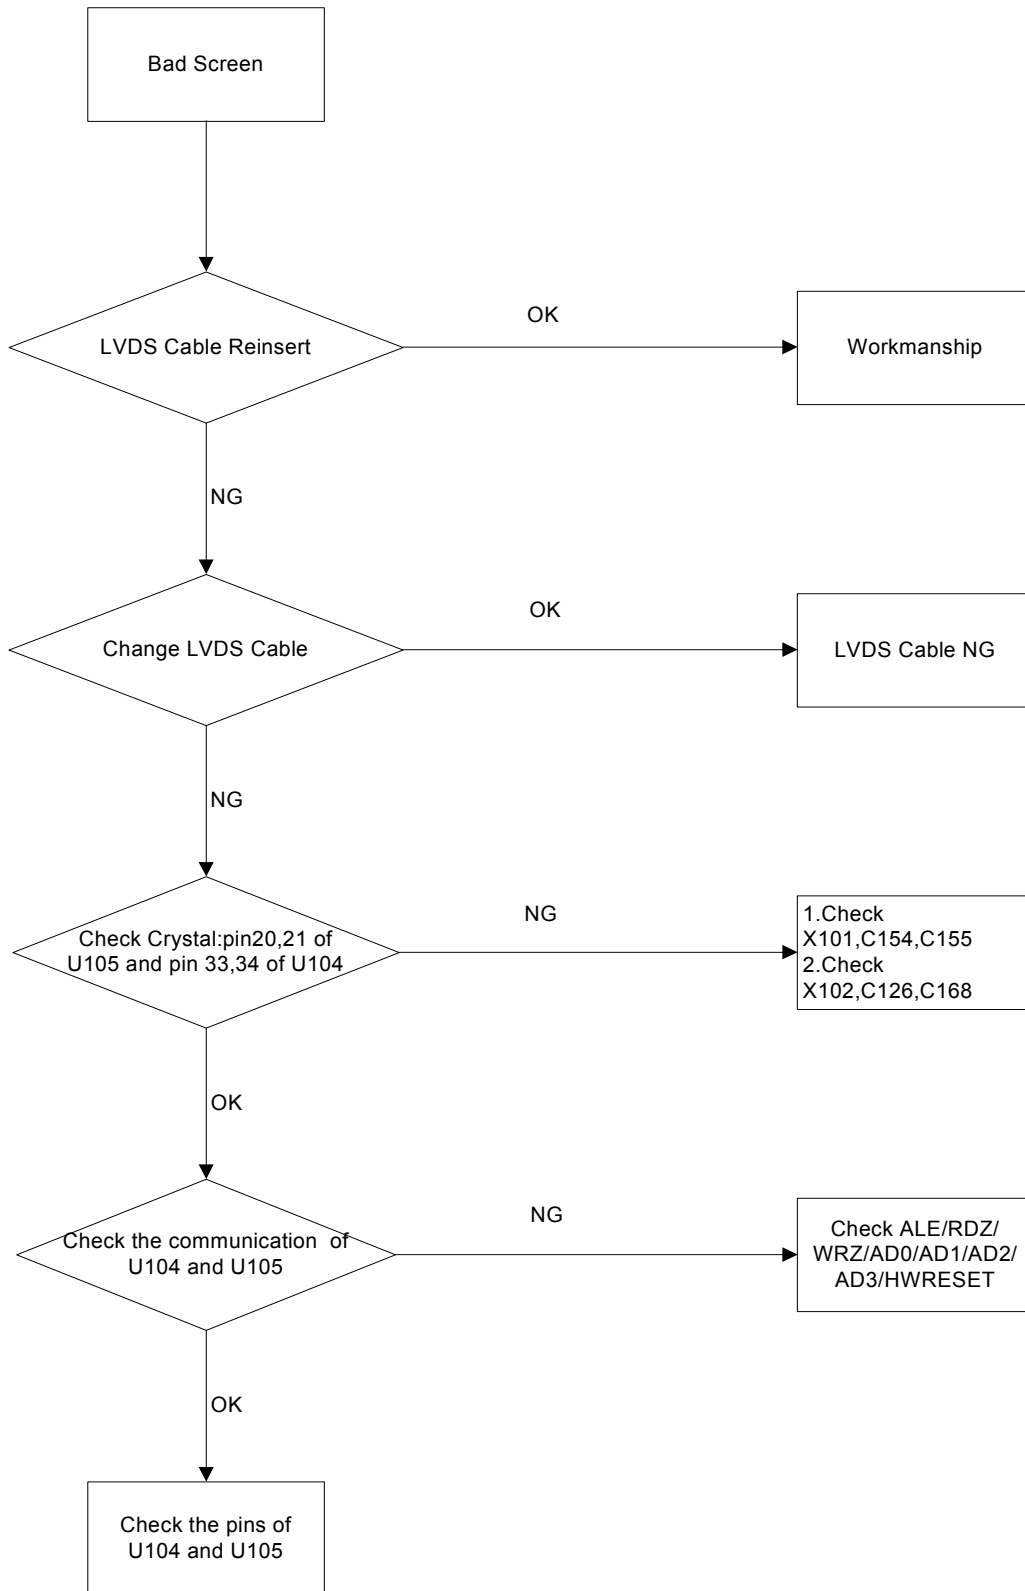 Bad Screen
LVDS Cable Reinsert
OK
Workmanship
NG
Change LVDS Cable
OK
LVDS Cable NG
NG
Check Crystal:pin20,21 of
U105 and pin 33,34 of U104
NG
1.Check
X101,C154,C155
2.Check
X102,C126,C168
OK
Check the communication  of
U104 and U105
NG
Check ALE/RDZ/
WRZ/AD0/AD1/AD2/
AD3/HWRESET
OK
Check the pins of
U104 and U105